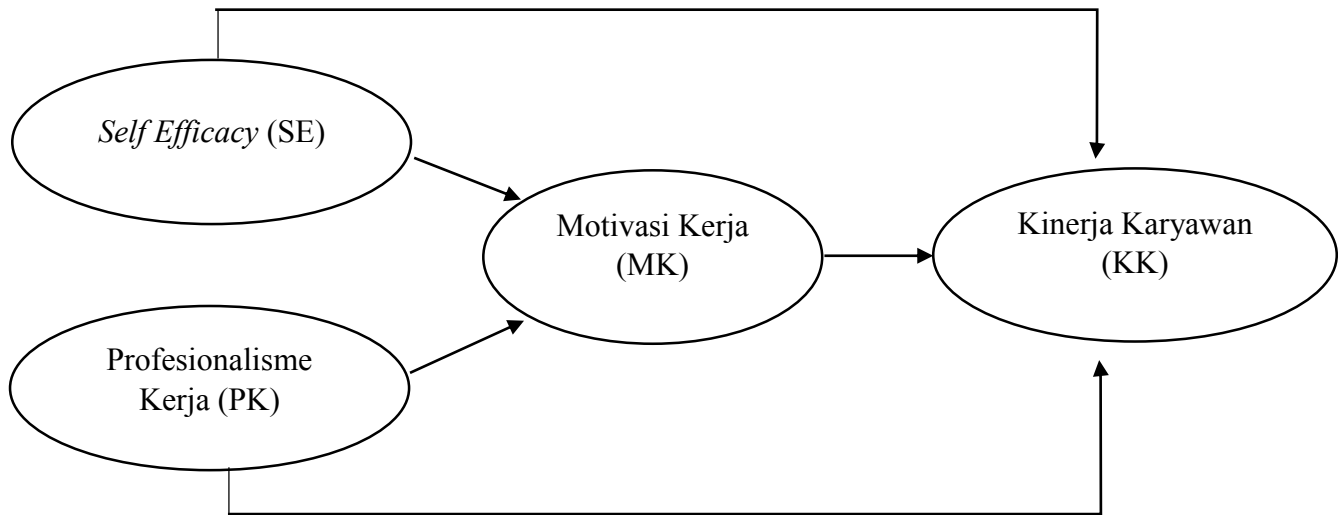 Self Efficacy (SE)
Motivasi Kerja
(MK)
Kinerja Karyawan
(KK)
Profesionalisme
Kerja (PK)